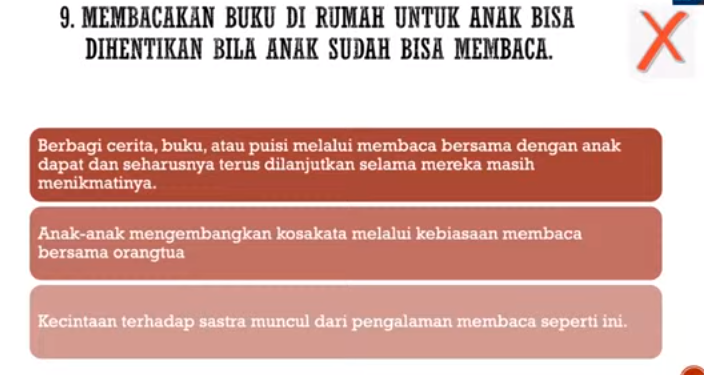 9. MEMBACAKAN BUKU DI RUMAH UNTUK ANAK BISA
DIHENTIKAN BILA ANAK SUDAH BISA MEMBACA.
Berbagi cerita, buku, atau puisi melalui membaca bersama dengan anak
dapat dan seharusnya terus dilanjutkan selama mereka masih
menikmatinya.
Anak-anak mengembangkan kosakata melalui kebiasaan membaca
bersama orangtua
Kecintaan terhadap sastra muncul dari pengalaman membaca seperti ini.